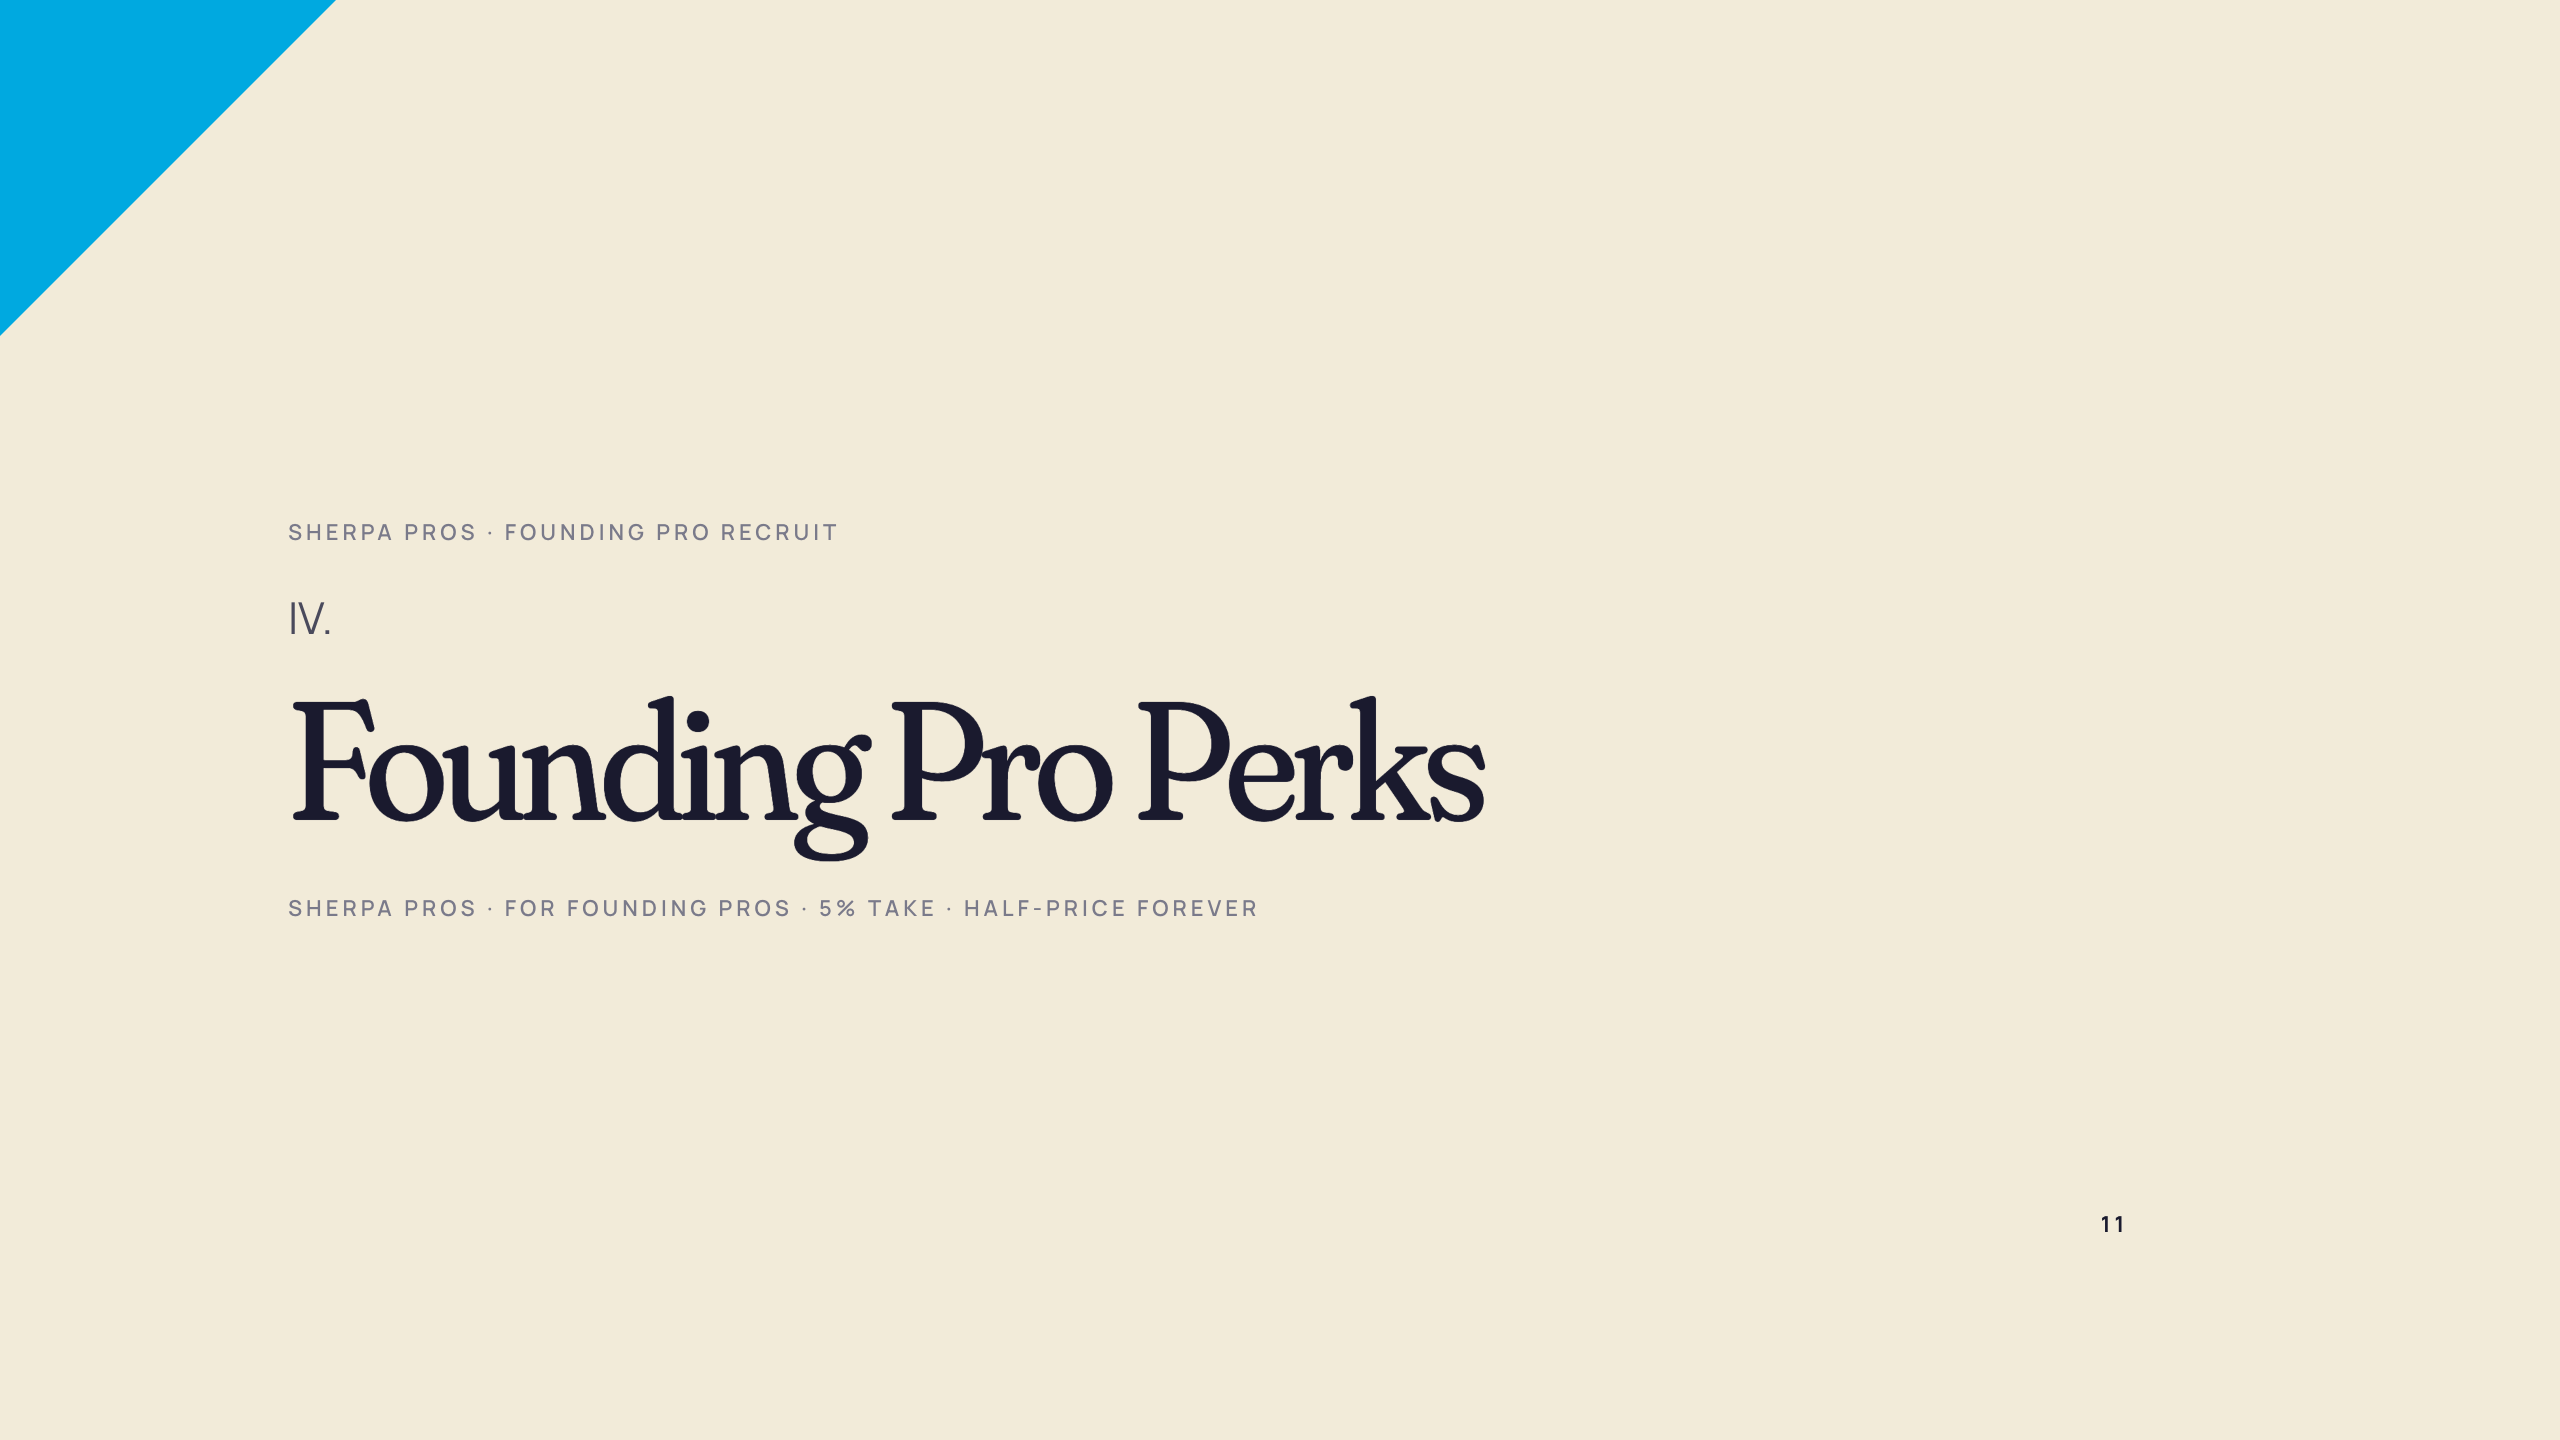 SHERPA PROS · FOUNDING PRO RECRUIT
IV.
Founding Pro Perks
SHERPA PROS · FOR FOUNDING PROS · 5% TAKE · HALF-PRICE FOREVER
11